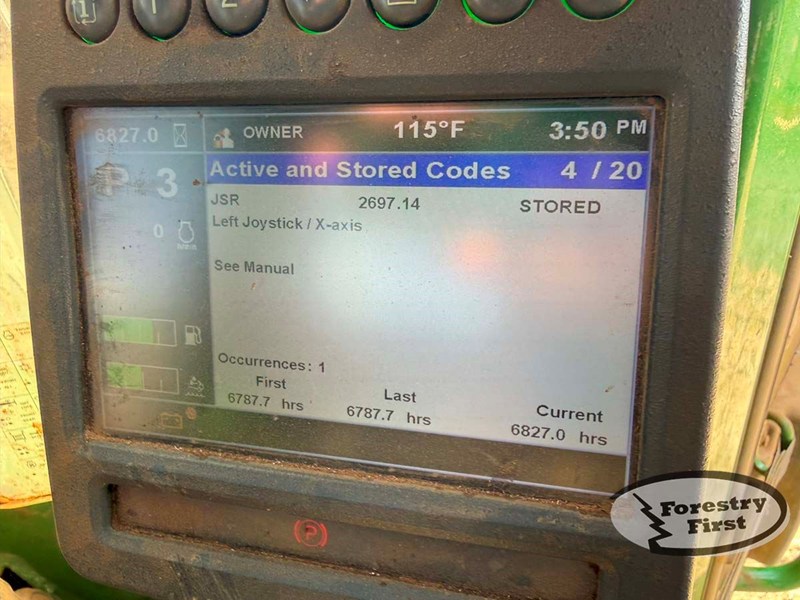 1
2
6827.0
OWNER
115°F
3:50 PM
P 3
Active and Stored Codes 4 / 20
JSR 2697.14 STORED
Left Joystick / X-axis
0
See Manual
Occurrences: 1
First Last Current
6787.7 hrs 6787.7 hrs 6827.0 hrs
(P)
Forestry
First